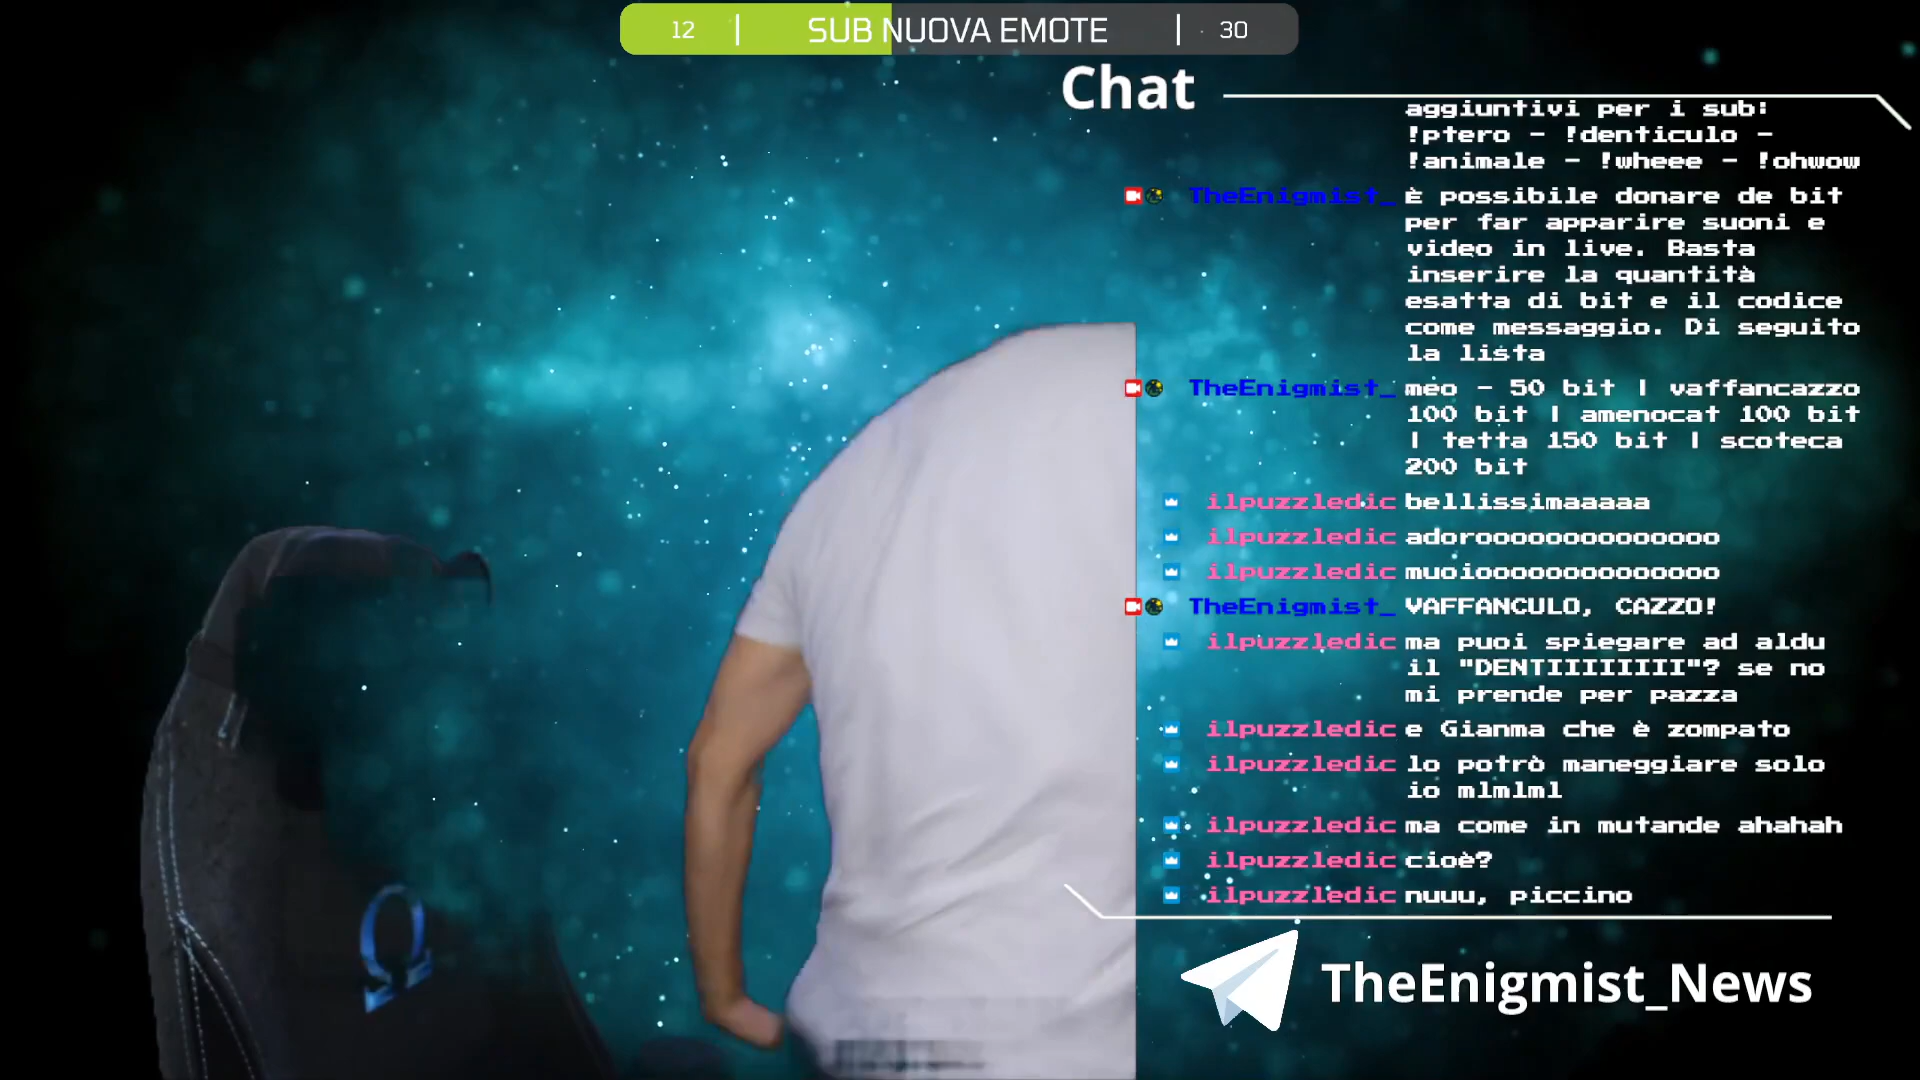 12 | SUB NUOVA EMOTE | 30
Chat
aggiuntivi per i sub:
!ptero - !denticulo -
!animale - !wheee - !ohwow
TheEnigmist_ È possibile donare de bit
per far apparire suoni e
video in live. Basta
inserire la quantità
esatta di bit e il codice
come messaggio. Di seguito
la lista
TheEnigmist_ meo - 50 bit | vaffancazzo
100 bit | amenocat 100 bit
| tetta 150 bit | scoteca
200 bit
ilpuzzledic bellissimaaaaa
ilpuzzledic adorooooooooooooooo
ilpuzzledic muoiooooooooooooooo
TheEnigmist_ VAFFANCULO, CAZZO!
ilpuzzledic ma puoi spiegare ad aldu
il "DENTIIIIIIII"? se no
mi prende per pazza
ilpuzzledic e Gianma che è zompato
ilpuzzledic lo potrò maneggiare solo
io mlmlml
ilpuzzledic ma come in mutande ahahah
ilpuzzledic cioè?
ilpuzzledic nuuu, piccino
TheEnigmist_News